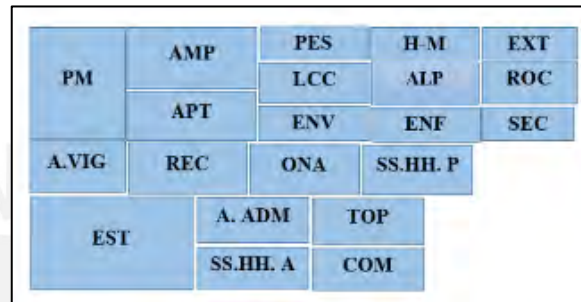 PM AMP PES H-M EXT
LCC ALP ROC
APT ENV ENF SEC
A.VIG REC ONA SS.HH. P
EST A. ADM TOP
SS.HH. A COM